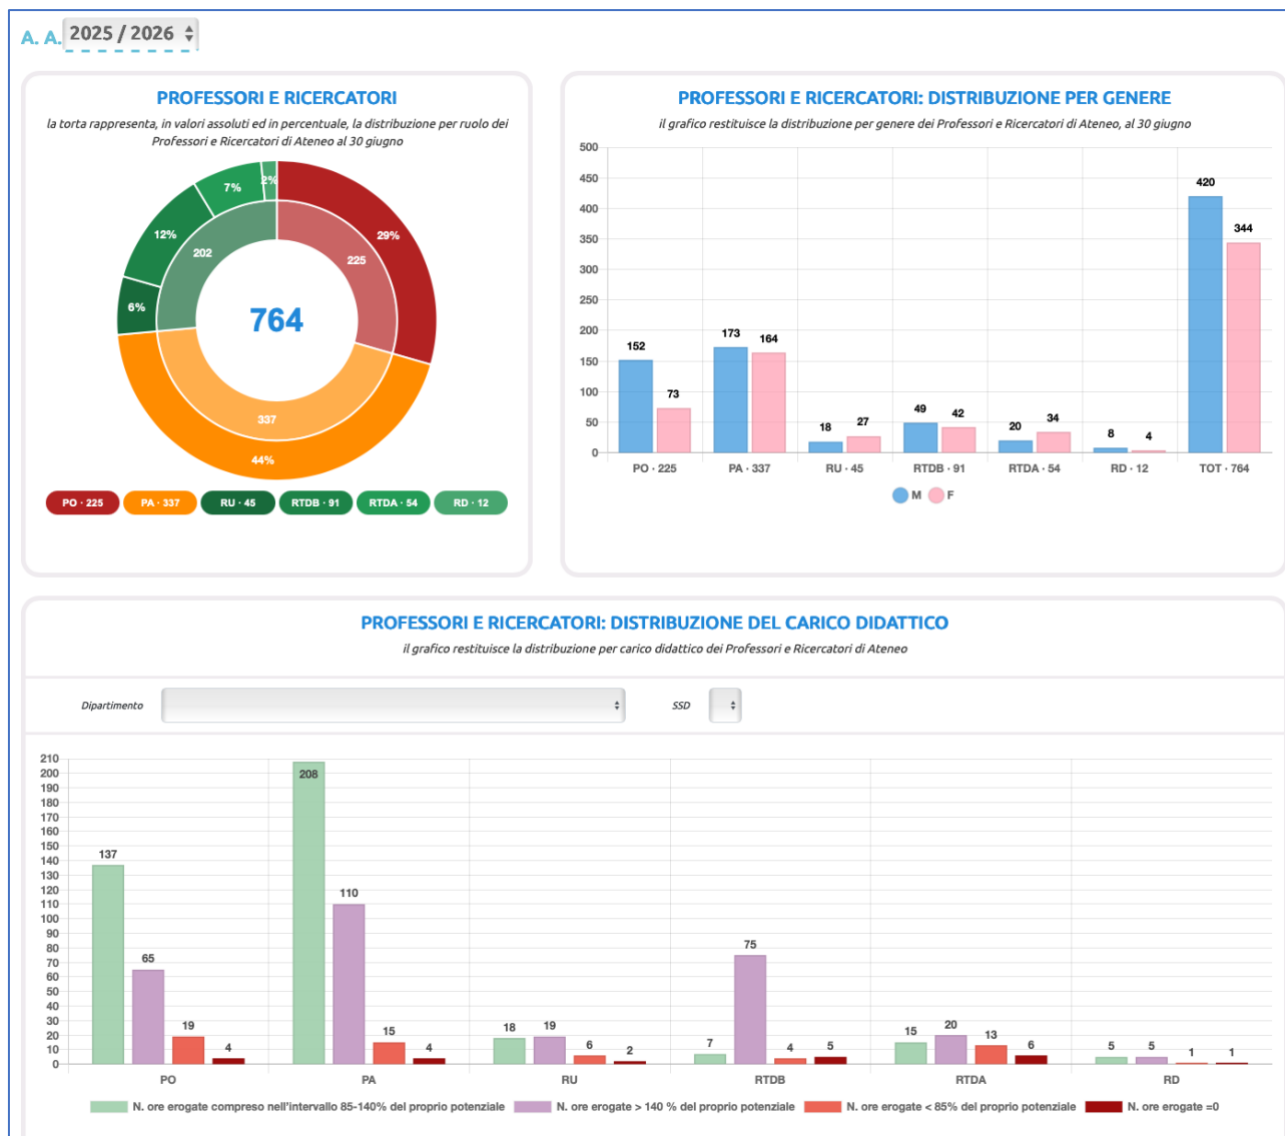 A. A. 2025 / 2026
PROFESSORI E RICERCATORI
la torta rappresenta, in valori assoluti ed in percentuale, la distribuzione per ruolo dei
Professori e Ricercatori di Ateneo al 30 giugno
2%
7%
12%
29%
202
225
6%
764
337
44%
PO · 225
PA · 337
RU · 45
RTDB · 91
RTDA · 54
RD · 12
PROFESSORI E RICERCATORI: DISTRIBUZIONE PER GENERE
il grafico restituisce la distribuzione per genere dei Professori e Ricercatori di Ateneo, al 30 giugno
500
450
400
350
300
250
200
150
100
50
0
152
73
173
164
18
27
49
42
20
34
8
4
420
344
PO · 225
PA · 337
RU · 45
RTDB · 91
RTDA · 54
RD · 12
TOT · 764
M
F
PROFESSORI E RICERCATORI: DISTRIBUZIONE DEL CARICO DIDATTICO
il grafico restituisce la distribuzione per carico didattico dei Professori e Ricercatori di Ateneo
Dipartimento
SSD
210
200
190
180
170
160
150
140
130
120
110
100
90
80
70
60
50
40
30
20
10
0
137
65
19
4
208
110
15
4
18
19
6
2
7
75
4
5
15
20
13
6
5
5
1
1
PO
PA
RU
RTDB
RTDA
RD
N. ore erogate compreso nell'intervallo 85-140% del proprio potenziale
N. ore erogate > 140 % del proprio potenziale
N. ore erogate < 85% del proprio potenziale
N. ore erogate =0